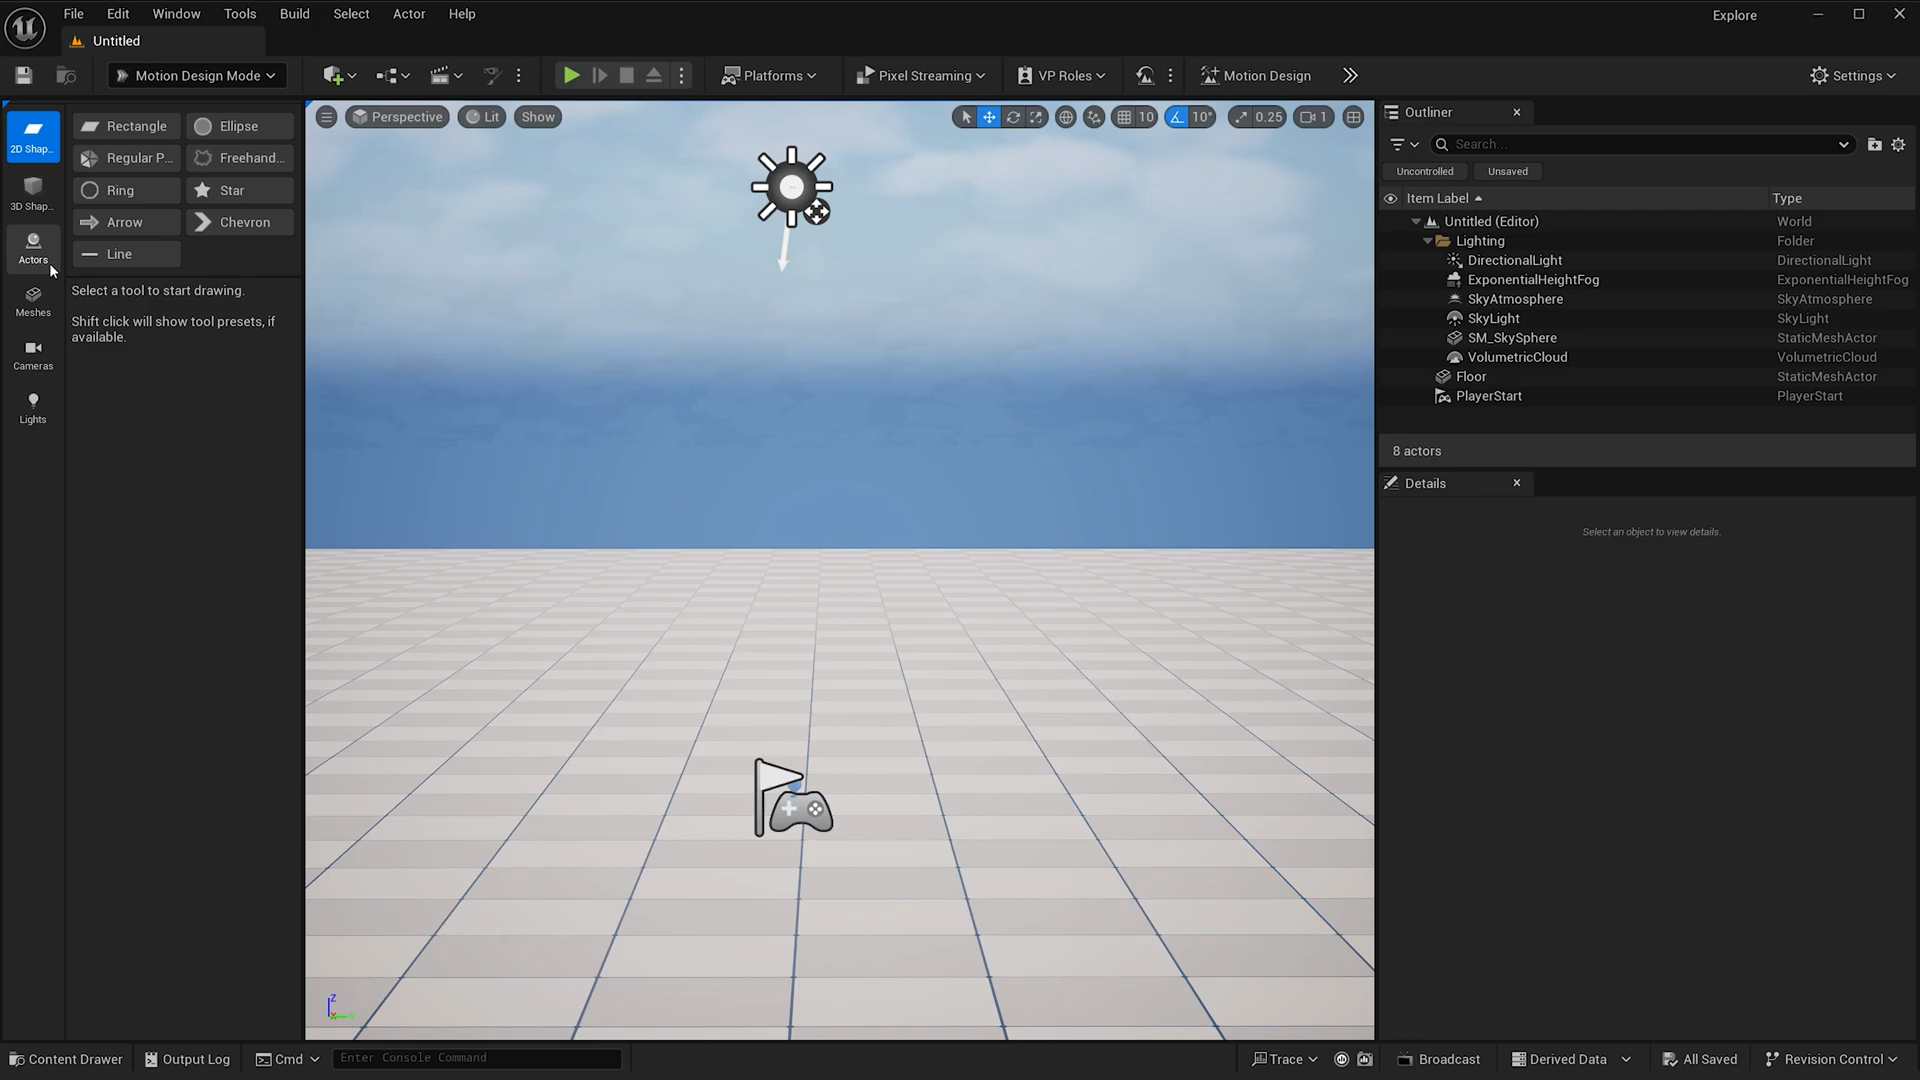 File Edit Window Tools Build Select Actor Help
Explore
Untitled
Motion Design Mode
Platforms
Pixel Streaming
VP Roles
Motion Design
Settings
2D Shap...
3D Shap...
Actors
Meshes
Cameras
Lights
Rectangle Ellipse
Regular P... Freehand...
Ring Star
Arrow Chevron
Line
Select a tool to start drawing.
Shift click will show tool presets, if
available.
Perspective Lit Show
10 10° 0.25 1
Z
Outliner
Search...
Uncontrolled Unsaved
Item Label Type
Untitled (Editor) World
Lighting Folder
DirectionalLight DirectionalLight
ExponentialHeightFog ExponentialHeightFog
SkyAtmosphere SkyAtmosphere
SkyLight SkyLight
SM_SkySphere StaticMeshActor
VolumetricCloud VolumetricCloud
Floor StaticMeshActor
PlayerStart PlayerStart
8 actors
Details
Select an object to view details.
Content Drawer Output Log Cmd Enter Console Command Trace Broadcast Derived Data All Saved Revision Control